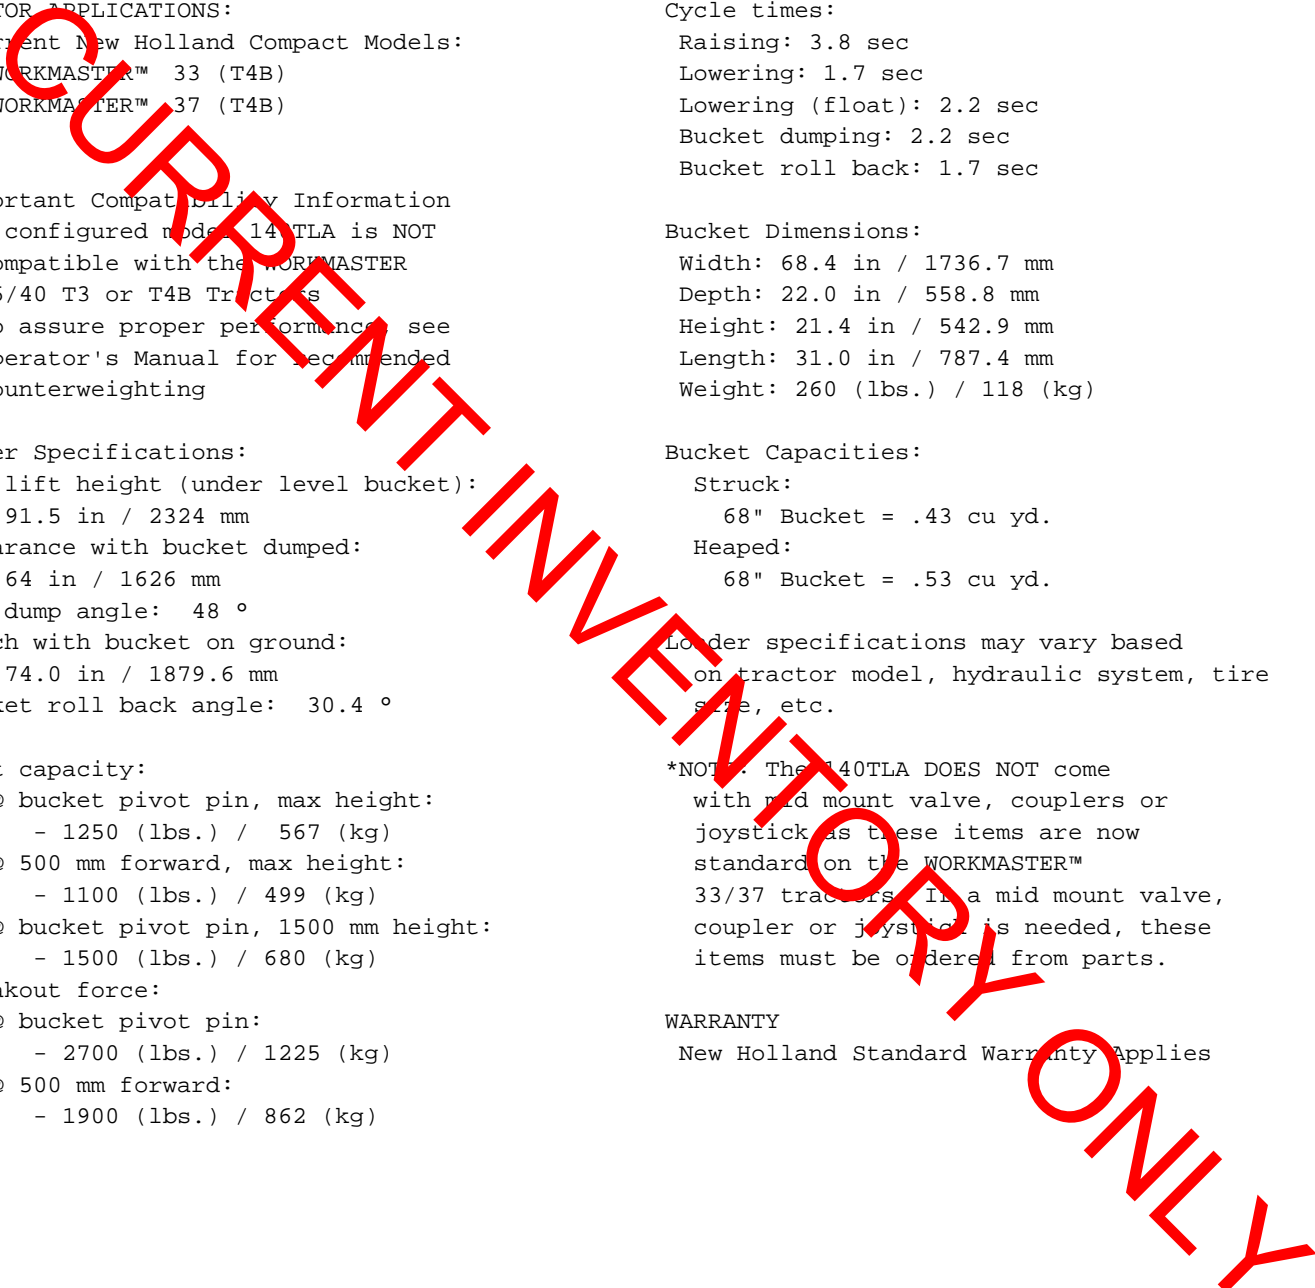 TOR APPLICATIONS:
rrent New Holland Compact Models:
WORKMASTER™ 33 (T4B)
WORKMASTER™ 37 (T4B)
ortant Compatibility Information
configured model 140TLA is NOT
ompatible with the WORKMASTER
5/40 T3 or T4B Tractors
o assure proper performance, see
perator's Manual for recommended
ounterweighting
er Specifications:
lift height (under level bucket):
91.5 in / 2324 mm
arance with bucket dumped:
64 in / 1626 mm
dump angle: 48 º
ch with bucket on ground:
74.0 in / 1879.6 mm
ket roll back angle: 30.4 º
t capacity:
@ bucket pivot pin, max height:
- 1250 (lbs.) / 567 (kg)
@ 500 mm forward, max height:
- 1100 (lbs.) / 499 (kg)
@ bucket pivot pin, 1500 mm height:
- 1500 (lbs.) / 680 (kg)
akout force:
@ bucket pivot pin:
- 2700 (lbs.) / 1225 (kg)
@ 500 mm forward:
- 1900 (lbs.) / 862 (kg)
Cycle times:
Raising: 3.8 sec
Lowering: 1.7 sec
Lowering (float): 2.2 sec
Bucket dumping: 2.2 sec
Bucket roll back: 1.7 sec
Bucket Dimensions:
Width: 68.4 in / 1736.7 mm
Depth: 22.0 in / 558.8 mm
Height: 21.4 in / 542.9 mm
Length: 31.0 in / 787.4 mm
Weight: 260 (lbs.) / 118 (kg)
Bucket Capacities:
Struck:
68" Bucket = .43 cu yd.
Heaped:
68" Bucket = .53 cu yd.
Loader specifications may vary based
on tractor model, hydraulic system, tire
size, etc.
*NOTE: The 140TLA DOES NOT come
with mid mount valve, couplers or
joystick as these items are now
standard on the WORKMASTER™
33/37 tractors. If a mid mount valve,
coupler or joystick is needed, these
items must be ordered from parts.
WARRANTY
New Holland Standard Warranty Applies
CURRENT INVENTORY ONLY